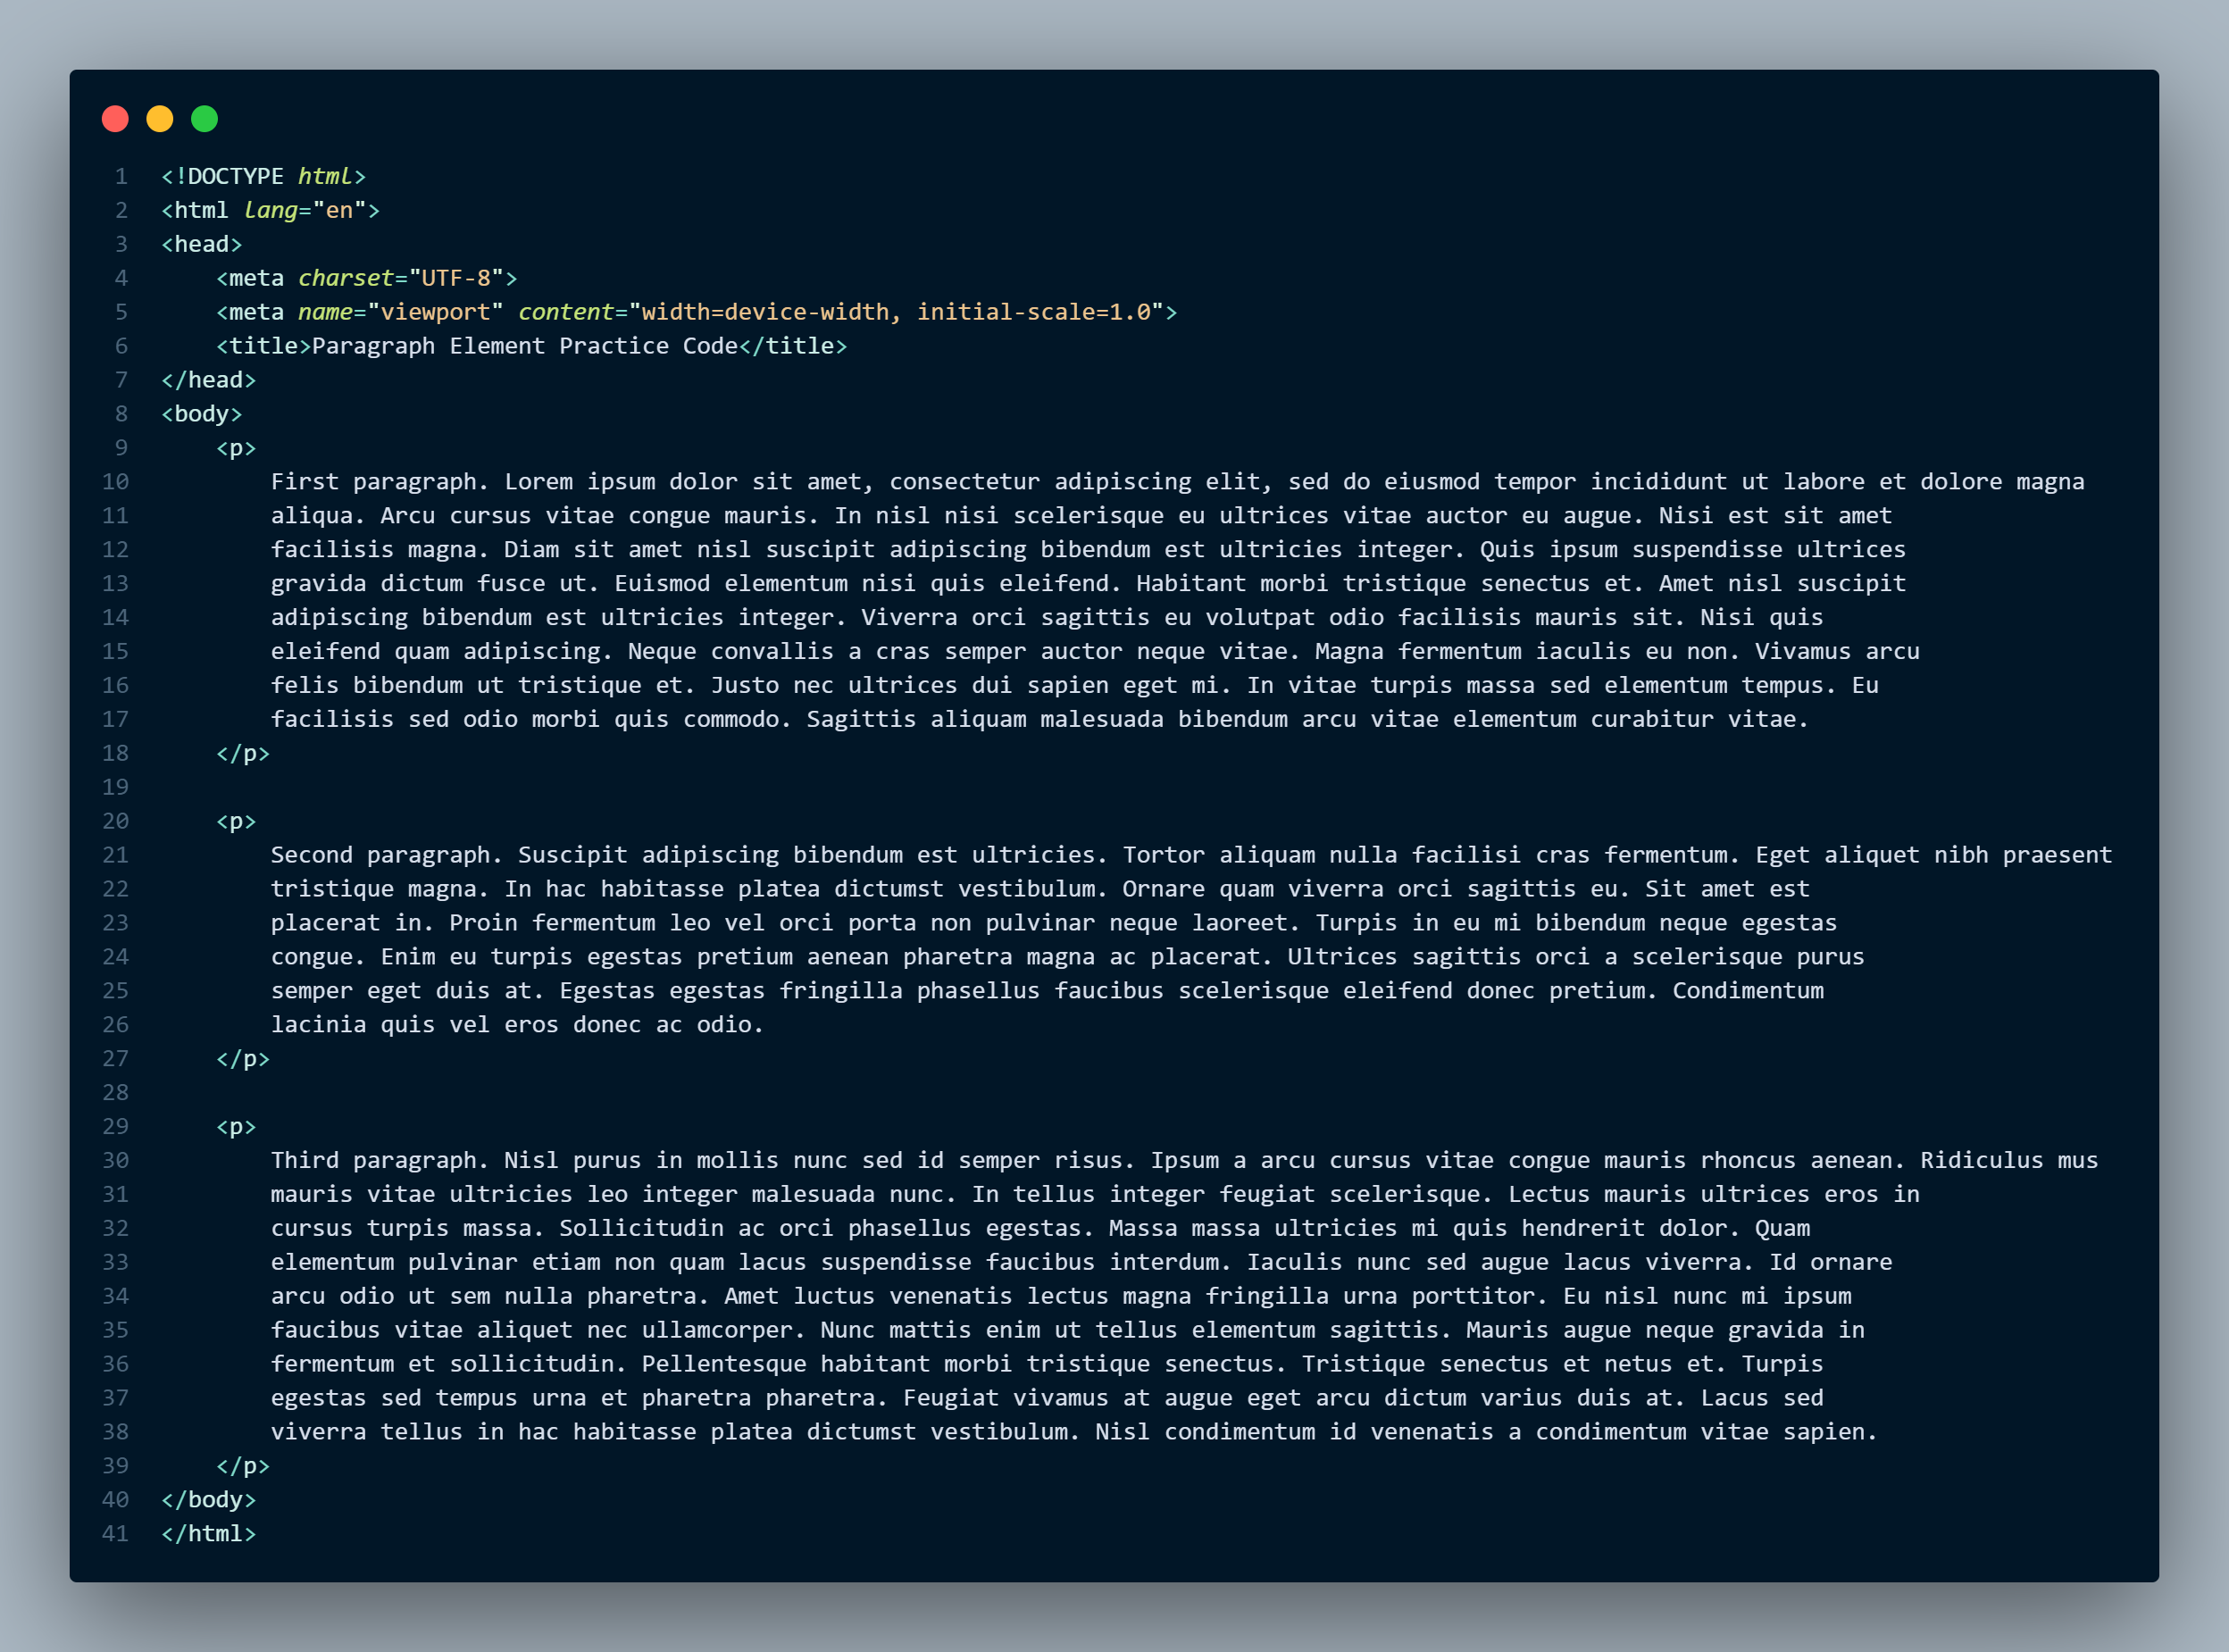 1 <!DOCTYPE html>
2 <html lang="en">
3 <head>
4     <meta charset="UTF-8">
5     <meta name="viewport" content="width=device-width, initial-scale=1.0">
6     <title>Paragraph Element Practice Code</title>
7 </head>
8 <body>
9     <p>
10         First paragraph. Lorem ipsum dolor sit amet, consectetur adipiscing elit, sed do eiusmod tempor incididunt ut labore et dolore magna
11         aliqua. Arcu cursus vitae congue mauris. In nisl nisi scelerisque eu ultrices vitae auctor eu augue. Nisi est sit amet
12         facilisis magna. Diam sit amet nisl suscipit adipiscing bibendum est ultricies integer. Quis ipsum suspendisse ultrices
13         gravida dictum fusce ut. Euismod elementum nisi quis eleifend. Habitant morbi tristique senectus et. Amet nisl suscipit
14         adipiscing bibendum est ultricies integer. Viverra orci sagittis eu volutpat odio facilisis mauris sit. Nisi quis
15         eleifend quam adipiscing. Neque convallis a cras semper auctor neque vitae. Magna fermentum iaculis eu non. Vivamus arcu
16         felis bibendum ut tristique et. Justo nec ultrices dui sapien eget mi. In vitae turpis massa sed elementum tempus. Eu
17         facilisis sed odio morbi quis commodo. Sagittis aliquam malesuada bibendum arcu vitae elementum curabitur vitae.
18     </p>
19
20     <p>
21         Second paragraph. Suscipit adipiscing bibendum est ultricies. Tortor aliquam nulla facilisi cras fermentum. Eget aliquet nibh praesent
22         tristique magna. In hac habitasse platea dictumst vestibulum. Ornare quam viverra orci sagittis eu. Sit amet est
23         placerat in. Proin fermentum leo vel orci porta non pulvinar neque laoreet. Turpis in eu mi bibendum neque egestas
24         congue. Enim eu turpis egestas pretium aenean pharetra magna ac placerat. Ultrices sagittis orci a scelerisque purus
25         semper eget duis at. Egestas egestas fringilla phasellus faucibus scelerisque eleifend donec pretium. Condimentum
26         lacinia quis vel eros donec ac odio.
27     </p>
28
29     <p>
30         Third paragraph. Nisl purus in mollis nunc sed id semper risus. Ipsum a arcu cursus vitae congue mauris rhoncus aenean. Ridiculus mus
31         mauris vitae ultricies leo integer malesuada nunc. In tellus integer feugiat scelerisque. Lectus mauris ultrices eros in
32         cursus turpis massa. Sollicitudin ac orci phasellus egestas. Massa massa ultricies mi quis hendrerit dolor. Quam
33         elementum pulvinar etiam non quam lacus suspendisse faucibus interdum. Iaculis nunc sed augue lacus viverra. Id ornare
34         arcu odio ut sem nulla pharetra. Amet luctus venenatis lectus magna fringilla urna porttitor. Eu nisl nunc mi ipsum
35         faucibus vitae aliquet nec ullamcorper. Nunc mattis enim ut tellus elementum sagittis. Mauris augue neque gravida in
36         fermentum et sollicitudin. Pellentesque habitant morbi tristique senectus. Tristique senectus et netus et. Turpis
37         egestas sed tempus urna et pharetra pharetra. Feugiat vivamus at augue eget arcu dictum varius duis at. Lacus sed
38         viverra tellus in hac habitasse platea dictumst vestibulum. Nisl condimentum id venenatis a condimentum vitae sapien.
39     </p>
40 </body>
41 </html>